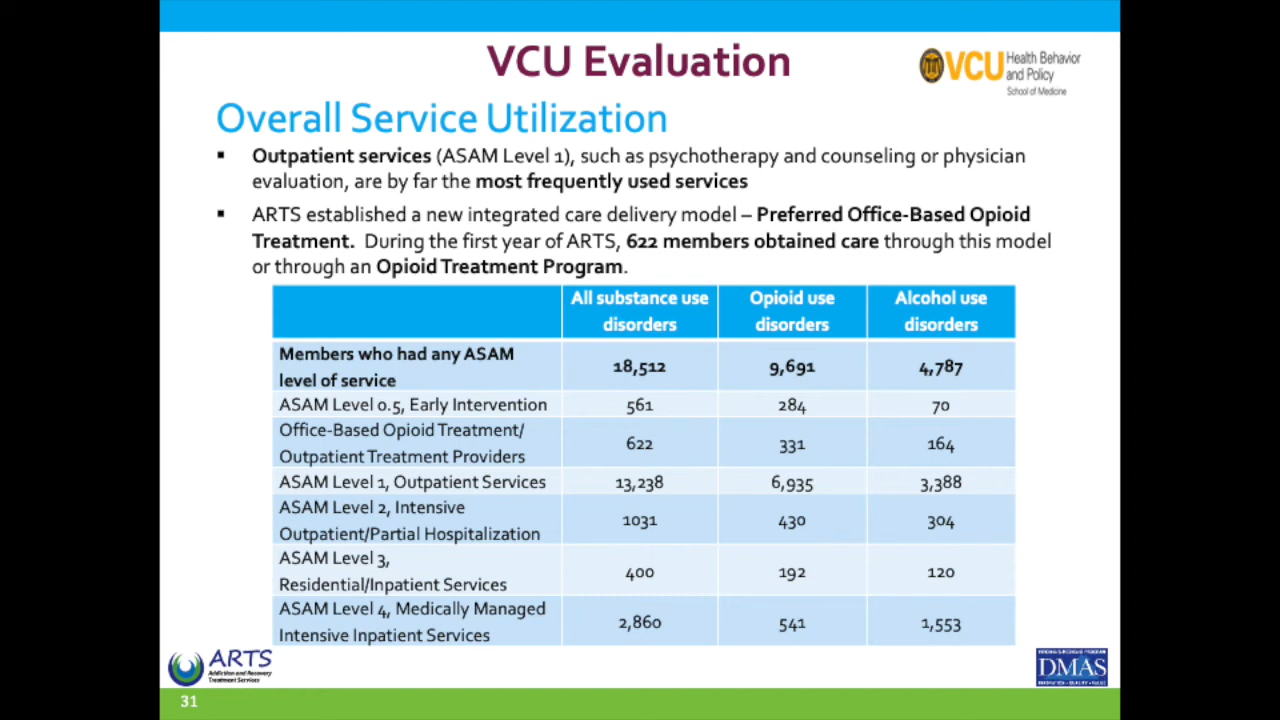 VCU Evaluation
VCU Health Behavior
and Policy
School of Medicine
Overall Service Utilization
▪ Outpatient services (ASAM Level 1), such as psychotherapy and counseling or physician
evaluation, are by far the most frequently used services
▪ ARTS established a new integrated care delivery model – Preferred Office-Based Opioid
Treatment. During the first year of ARTS, 622 members obtained care through this model
or through an Opioid Treatment Program.
All substance use disorders Opioid use disorders Alcohol use disorders
Members who had any ASAM level of service 18,512 9,691 4,787
ASAM Level 0.5, Early Intervention 561 284 70
Office-Based Opioid Treatment/ Outpatient Treatment Providers 622 331 164
ASAM Level 1, Outpatient Services 13,238 6,935 3,388
ASAM Level 2, Intensive Outpatient/Partial Hospitalization 1031 430 304
ASAM Level 3, Residential/Inpatient Services 400 192 120
ASAM Level 4, Medically Managed Intensive Inpatient Services 2,860 541 1,553
ARTS
Addiction and Recovery
Treatment Services
DMAS
31